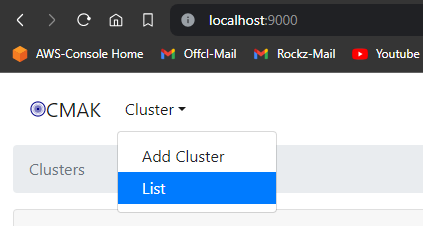 localhost:9000
AWS-Console Home Offcl-Mail Rockz-Mail Youtube
CMAK Cluster
Add Cluster
List
Clusters